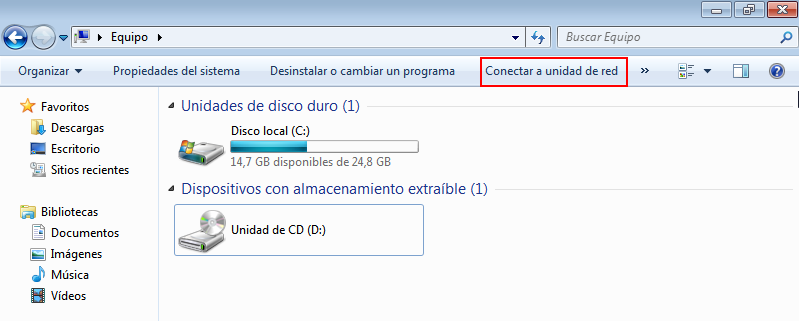 Equipo
Buscar Equipo
Organizar
Propiedades del sistema
Desinstalar o cambiar un programa
Conectar a unidad de red
»
Favoritos
Descargas
Escritorio
Sitios recientes
Bibliotecas
Documentos
Imágenes
Música
Vídeos
Unidades de disco duro (1)
Disco local (C:)
14,7 GB disponibles de 24,8 GB
Dispositivos con almacenamiento extraíble (1)
Unidad de CD (D:)